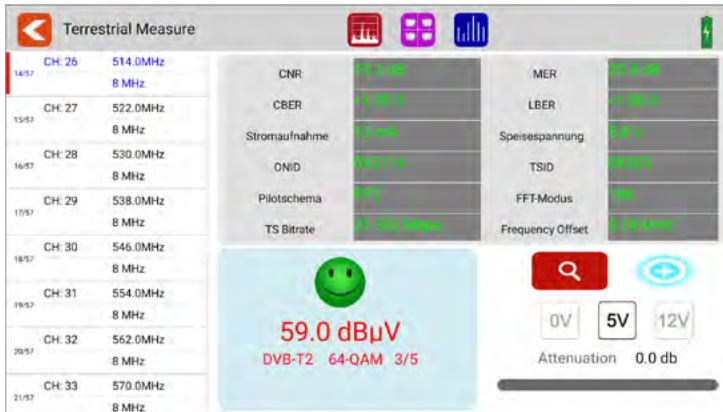 Terrestrial Measure
14/57 CH: 26 514.0MHz
8 MHz
15/57 CH: 27 522.0MHz
8 MHz
16/57 CH: 28 530.0MHz
8 MHz
17/57 CH: 29 538.0MHz
8 MHz
18/57 CH: 30 546.0MHz
8 MHz
19/57 CH: 31 554.0MHz
8 MHz
20/57 CH: 32 562.0MHz
8 MHz
21/57 CH: 33 570.0MHz
8 MHz
CNR MER
CBER LBER
Stromaufnahme Speisespannung
ONID TSID
Pilotschema PP2 FFT-Modus
TS Bitrate Frequency Offset
59.0 dBµV
DVB-T2 64-QAM 3/5
0V 5V 12V
Attenuation 0.0 db